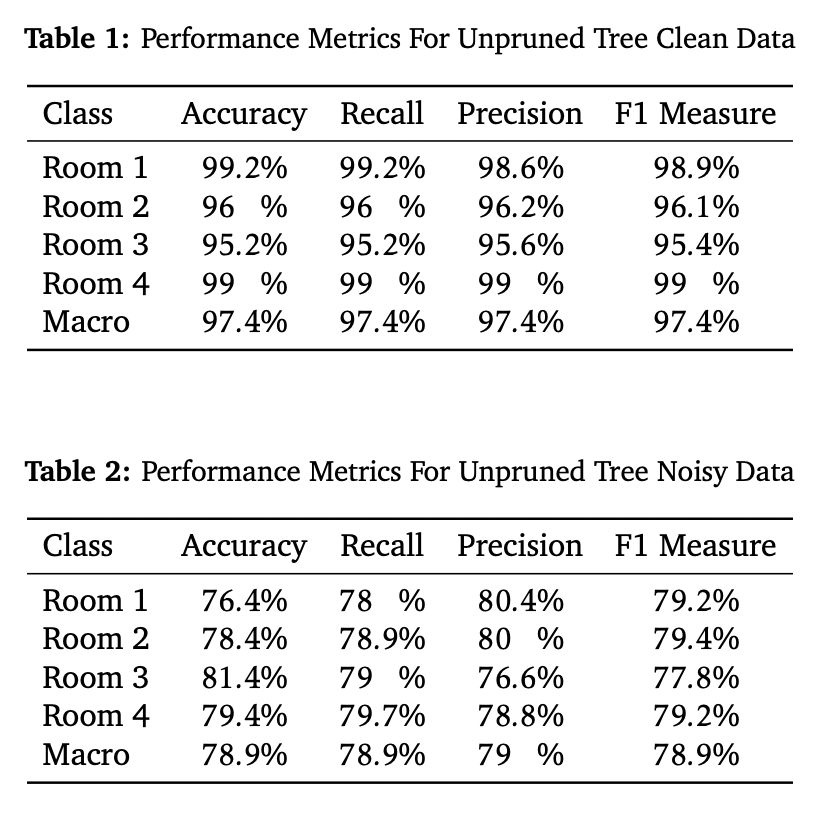 Table 1: Performance Metrics For Unpruned Tree Clean Data
Class Accuracy Recall Precision F1 Measure
Room 1 99.2% 99.2% 98.6% 98.9%
Room 2 96 % 96 % 96.2% 96.1%
Room 3 95.2% 95.2% 95.6% 95.4%
Room 4 99 % 99 % 99 % 99 %
Macro 97.4% 97.4% 97.4% 97.4%
Table 2: Performance Metrics For Unpruned Tree Noisy Data
Class Accuracy Recall Precision F1 Measure
Room 1 76.4% 78 % 80.4% 79.2%
Room 2 78.4% 78.9% 80 % 79.4%
Room 3 81.4% 79 % 76.6% 77.8%
Room 4 79.4% 79.7% 78.8% 79.2%
Macro 78.9% 78.9% 79 % 78.9%